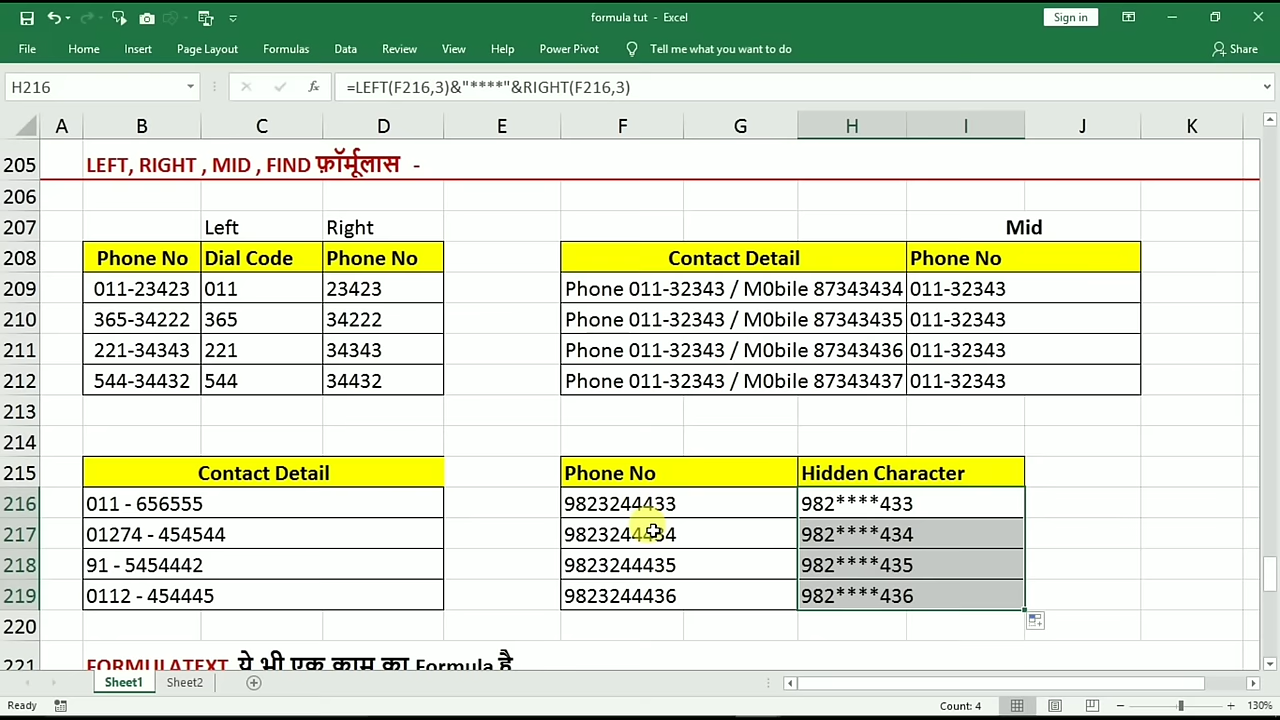 formula tut - Excel
Sign in
File Home Insert Page Layout Formulas Data Review View Help Power Pivot Tell me what you want to do Share
H216 fx =LEFT(F216,3)&"****"&RIGHT(F216,3)
A B C D E F G H I J K
205 LEFT, RIGHT , MID , FIND फ़ॉर्मूलास -
206
207 Left Right Mid
208 Phone No Dial Code Phone No Contact Detail Phone No
209 011-23423 011 23423 Phone 011-32343 / M0bile 87343434 011-32343
210 365-34222 365 34222 Phone 011-32343 / M0bile 87343435 011-32343
211 221-34343 221 34343 Phone 011-32343 / M0bile 87343436 011-32343
212 544-34432 544 34432 Phone 011-32343 / M0bile 87343437 011-32343
213
214
215 Contact Detail Phone No Hidden Character
216 011 - 656555 9823244433 982****433
217 01274 - 454544 9823244434 982****434
218 91 - 5454442 9823244435 982****435
219 0112 - 454445 9823244436 982****436
220
221 FORMULATEXT ये भी एक काम का Formula है
Sheet1 Sheet2
Ready Count: 4 130%